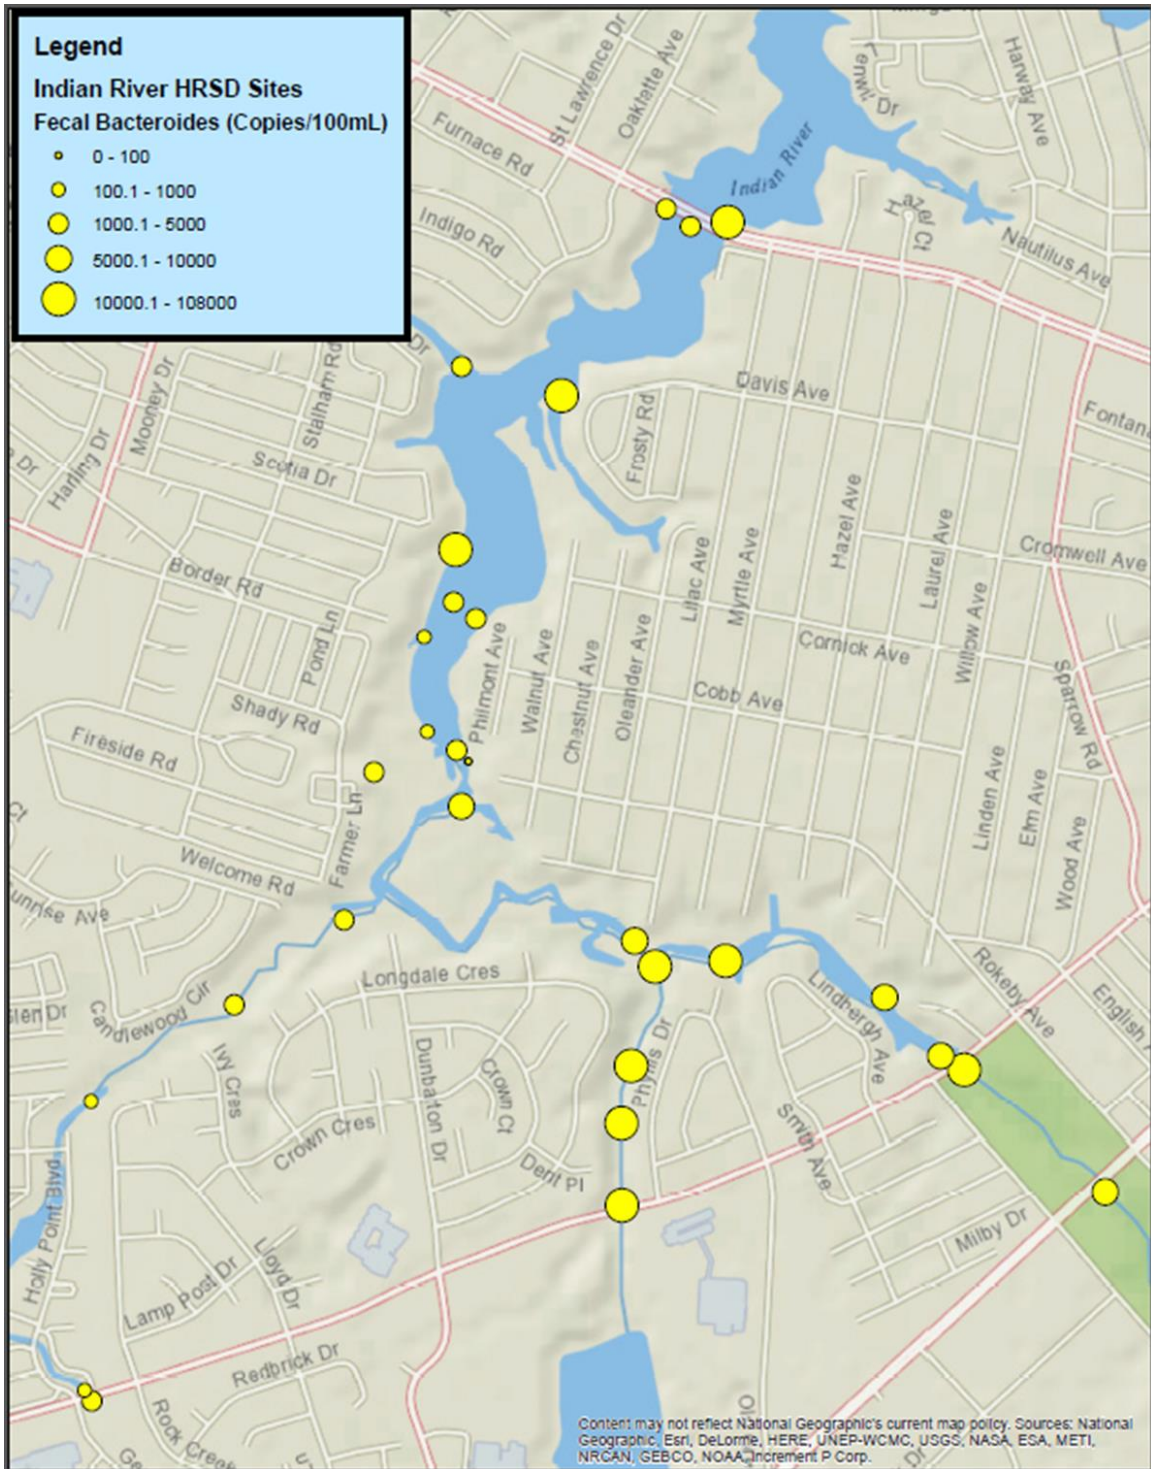 Legend
Indian River HRSD Sites
Fecal Bacteroides (Copies/100mL)
0 - 100
100.1 - 1000
1000.1 - 5000
5000.1 - 10000
10000.1 - 108000
St Lawrence Dr
Oaklette Ave
Furnace Rd
Harway Ave
Indian River
Hazel Ct
Indigo Rd
Nautilus Ave
Dr
Mooney Dr
Stalham Rd
Davis Ave
Frosty Rd
Harling Dr
Dr
Scotia Dr
Hazel Ave
Laurel Ave
Cromwell Ave
Lilac Ave
Myrtle Ave
Border Rd
Pond Ln
Philmont Ave
Walnut Ave
Chestnut Ave
Oleander Ave
Cornick Ave
Willow Ave
Sparrow Rd
Shady Rd
Cobb Ave
Fireside Rd
Ct
Linden Ave
Elm Ave
Wood Ave
Farmer Ln
Welcome Rd
Ave
Longdale Cres
Rokeby Ave
Lindbergh Ave
English
Candlewood Cir
Ivy Cres
Dunbarton Dr
Crown Ct
Phyllis Dr
Crown Cres
Smith Ave
Dent Pl
Holly Point Blvd
Milby Dr
Lloyd Dr
Lamp Post Dr
Redbrick Dr
Content may not reflect National Geographic's current map policy. Sources: National
Geographic, Esri, DeLorme, HERE, UNEP-WCMC, USGS, NASA, ESA, METI,
NRCAN, GEBCO, NOAA, Increment P Corp.